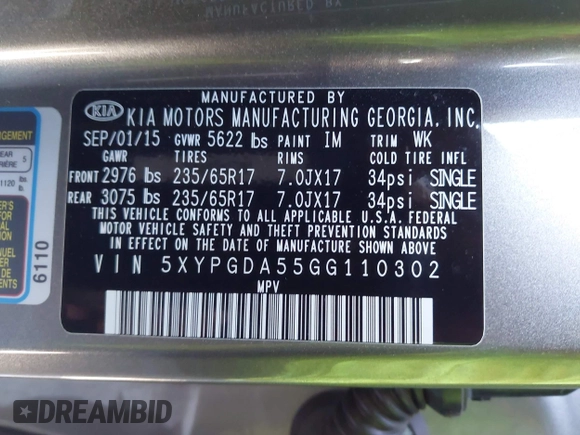 MANUFACTURED BY
KIA KIA MOTORS MANUFACTURING GEORGIA, INC.
SEP/01/15 GVWR 5622 lbs PAINT IM TRIM WK
GAWR TIRES RIMS COLD TIRE INFL
FRONT 2976 lbs 235/65R17 7.0JX17 34psi SINGLE
REAR 3075 lbs 235/65R17 7.0JX17 34psi SINGLE
THIS VEHICLE CONFORMS TO ALL APPLICABLE U.S.A. FEDERAL
MOTOR VEHICLE SAFETY AND THEFT PREVENTION STANDARDS
IN EFFECT ON THE DATE OF MANUFACTURE SHOWN ABOVE
VIN 5XYPGDA55GG110302
MPV
5
1120
6110
DREAMBID